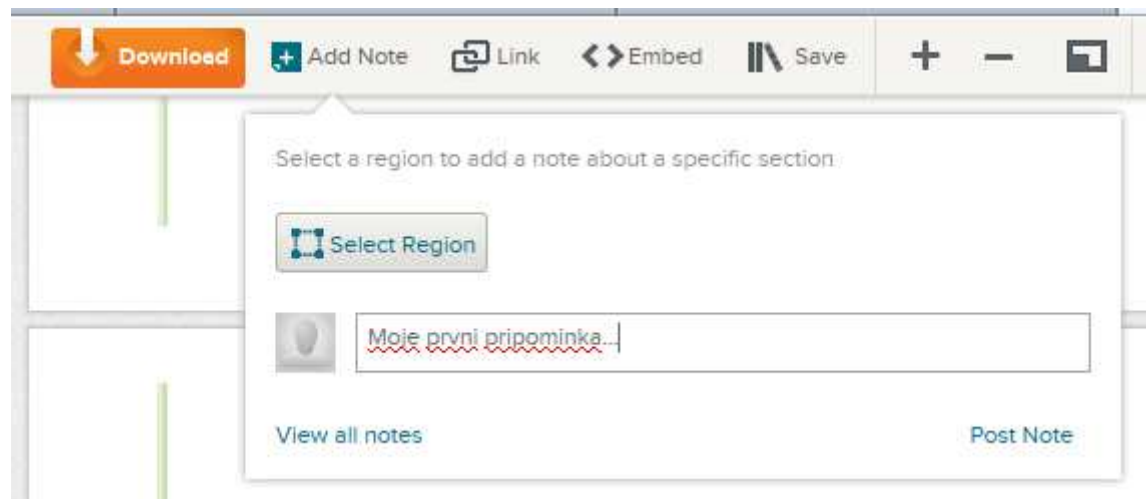 Download Add Note Link Embed Save
Select a region to add a note about a specific section
Select Region
Moje prvni pripominka...
View all notes Post Note